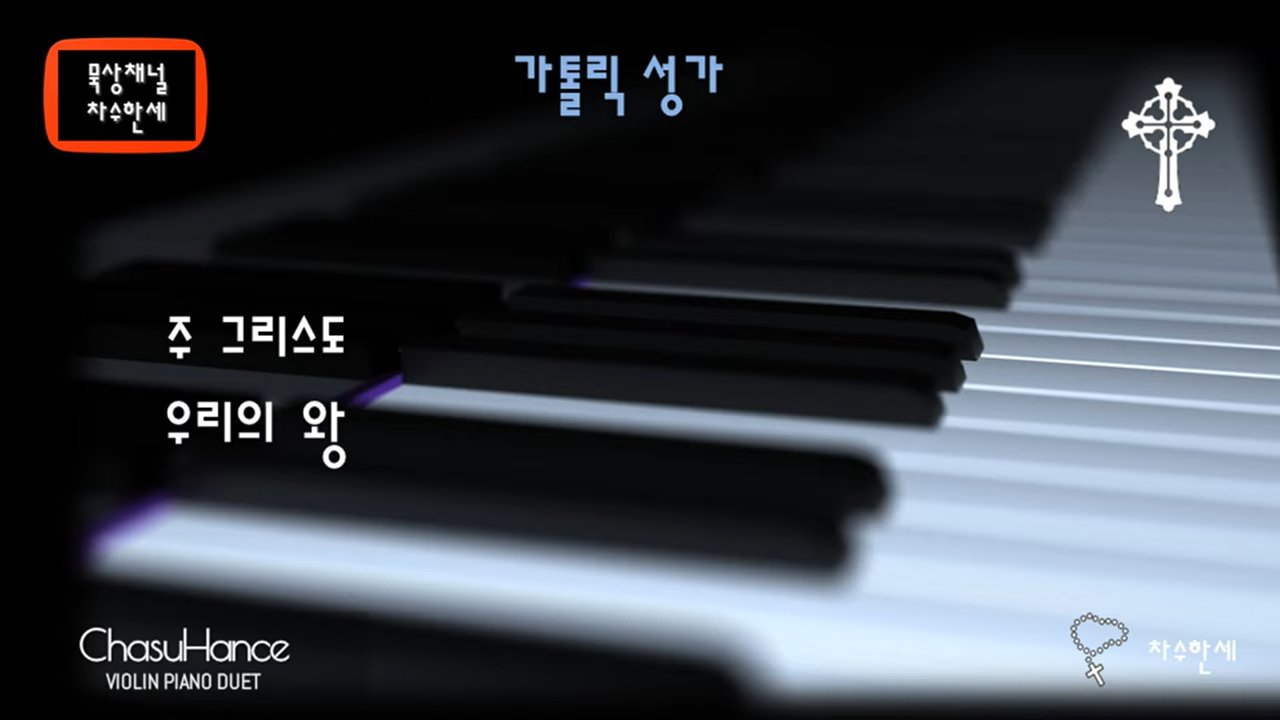 묵상채널
차수한세
가톨릭 성가
주 그리스도
우리의 왕
ChasuHance
VIOLIN PIANO DUET
차수한세